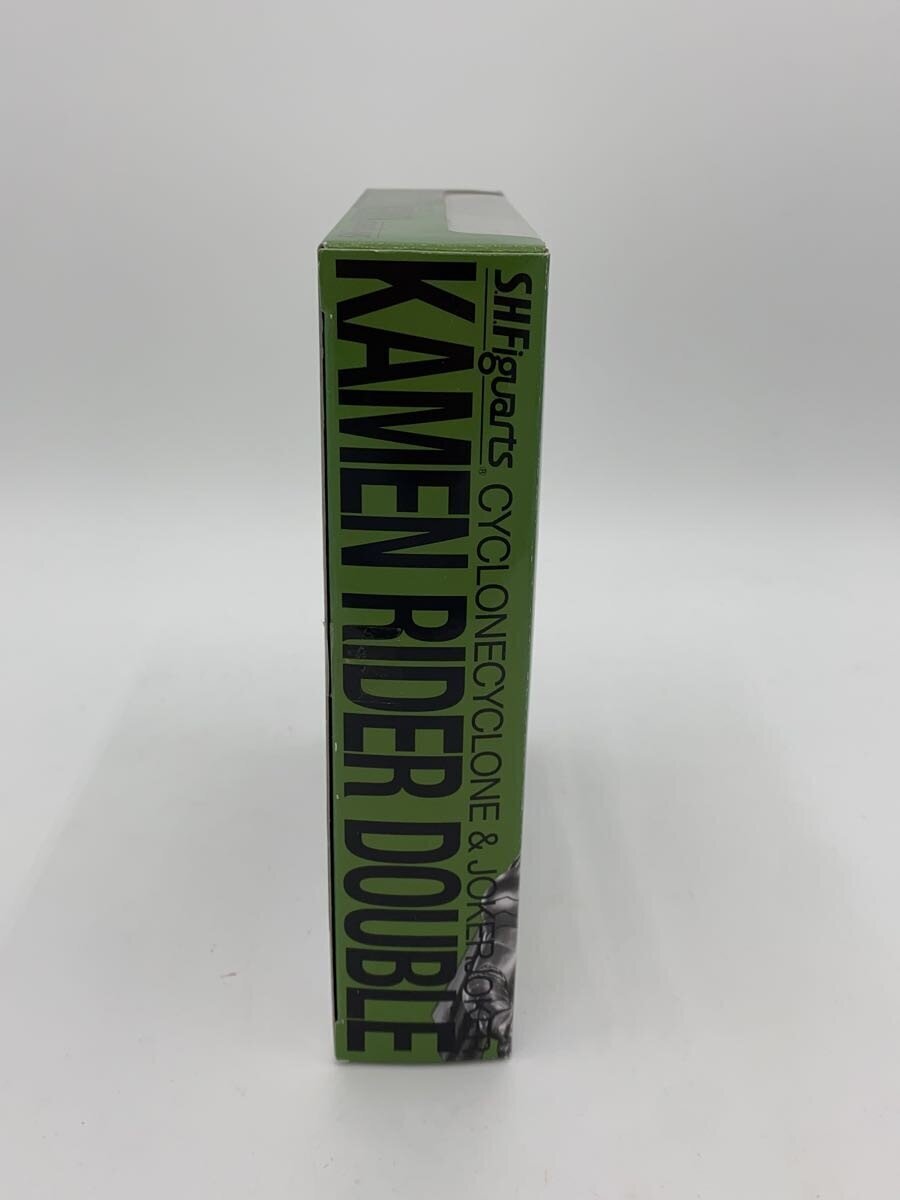 S.H.Figuarts® CYCLONECYCLONE & JOKERJOKER
KAMEN RIDER DOUBLE